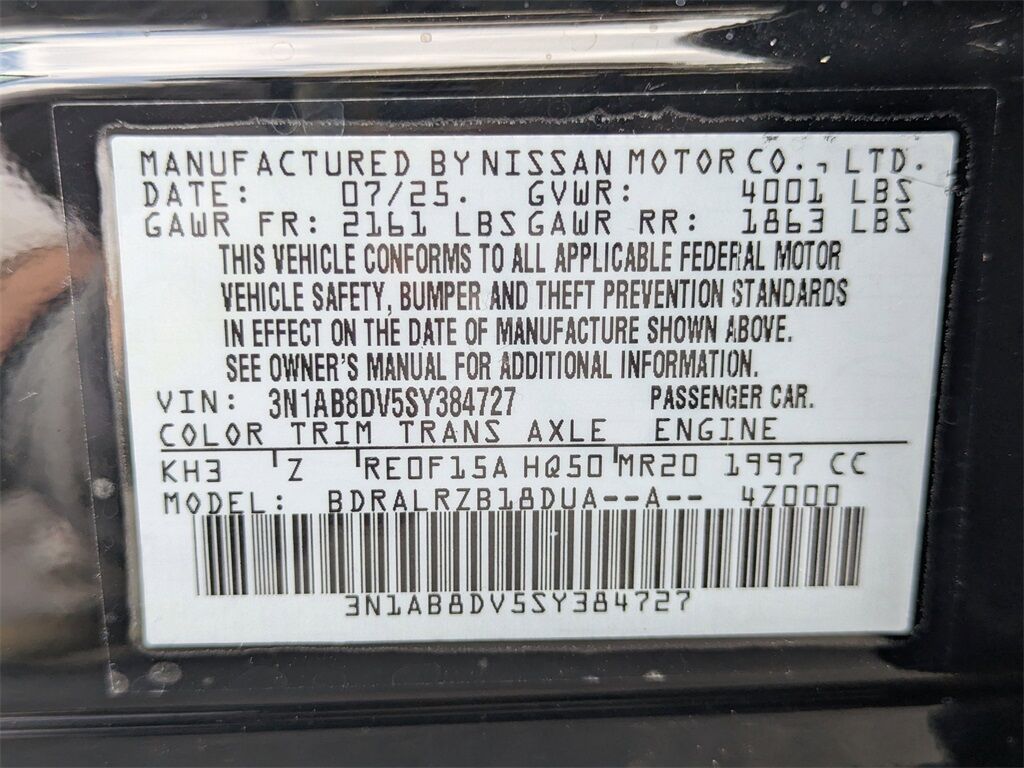 MANUFACTURED BY NISSAN MOTOR CO., LTD.
DATE: 07/25. GVWR: 4001 LBS
GAWR FR: 2161 LBS GAWR RR: 1863 LBS
THIS VEHICLE CONFORMS TO ALL APPLICABLE FEDERAL MOTOR
VEHICLE SAFETY, BUMPER AND THEFT PREVENTION STANDARDS
IN EFFECT ON THE DATE OF MANUFACTURE SHOWN ABOVE.
SEE OWNER'S MANUAL FOR ADDITIONAL INFORMATION.
VIN: 3N1AB8DV5SY384727 PASSENGER CAR.
COLOR TRIM TRANS AXLE ENGINE
KH3 Z RE0F15A HQ50 MR20 1997 CC
MODEL: BDRALRZB18DUA--A-- 4Z000
3N1AB8DV5SY384727